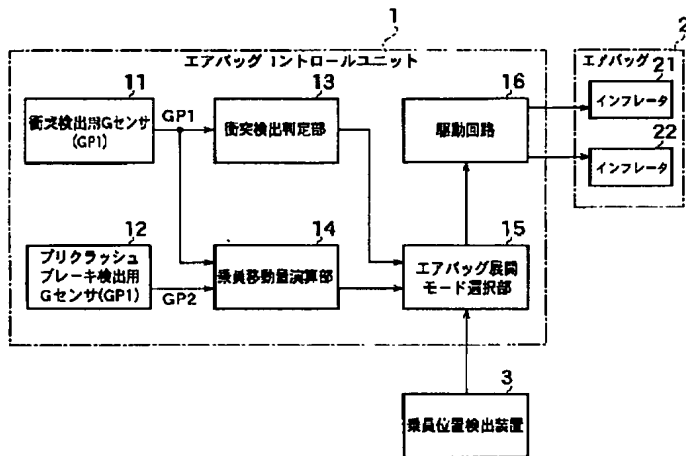 1
エアバッグコントロールユニット
11
衝突検出用Gセンサ
(GP1)
GP1
13
衝突検出判定部
16
駆動回路
2
エアバッグ
21
インフレータ
22
インフレータ
12
プリクラッシュ
ブレーキ検出用
Gセンサ(GP1)
GP2
14
乗員移動量演算部
15
エアバッグ展開
モード選択部
3
乗員位置検出装置